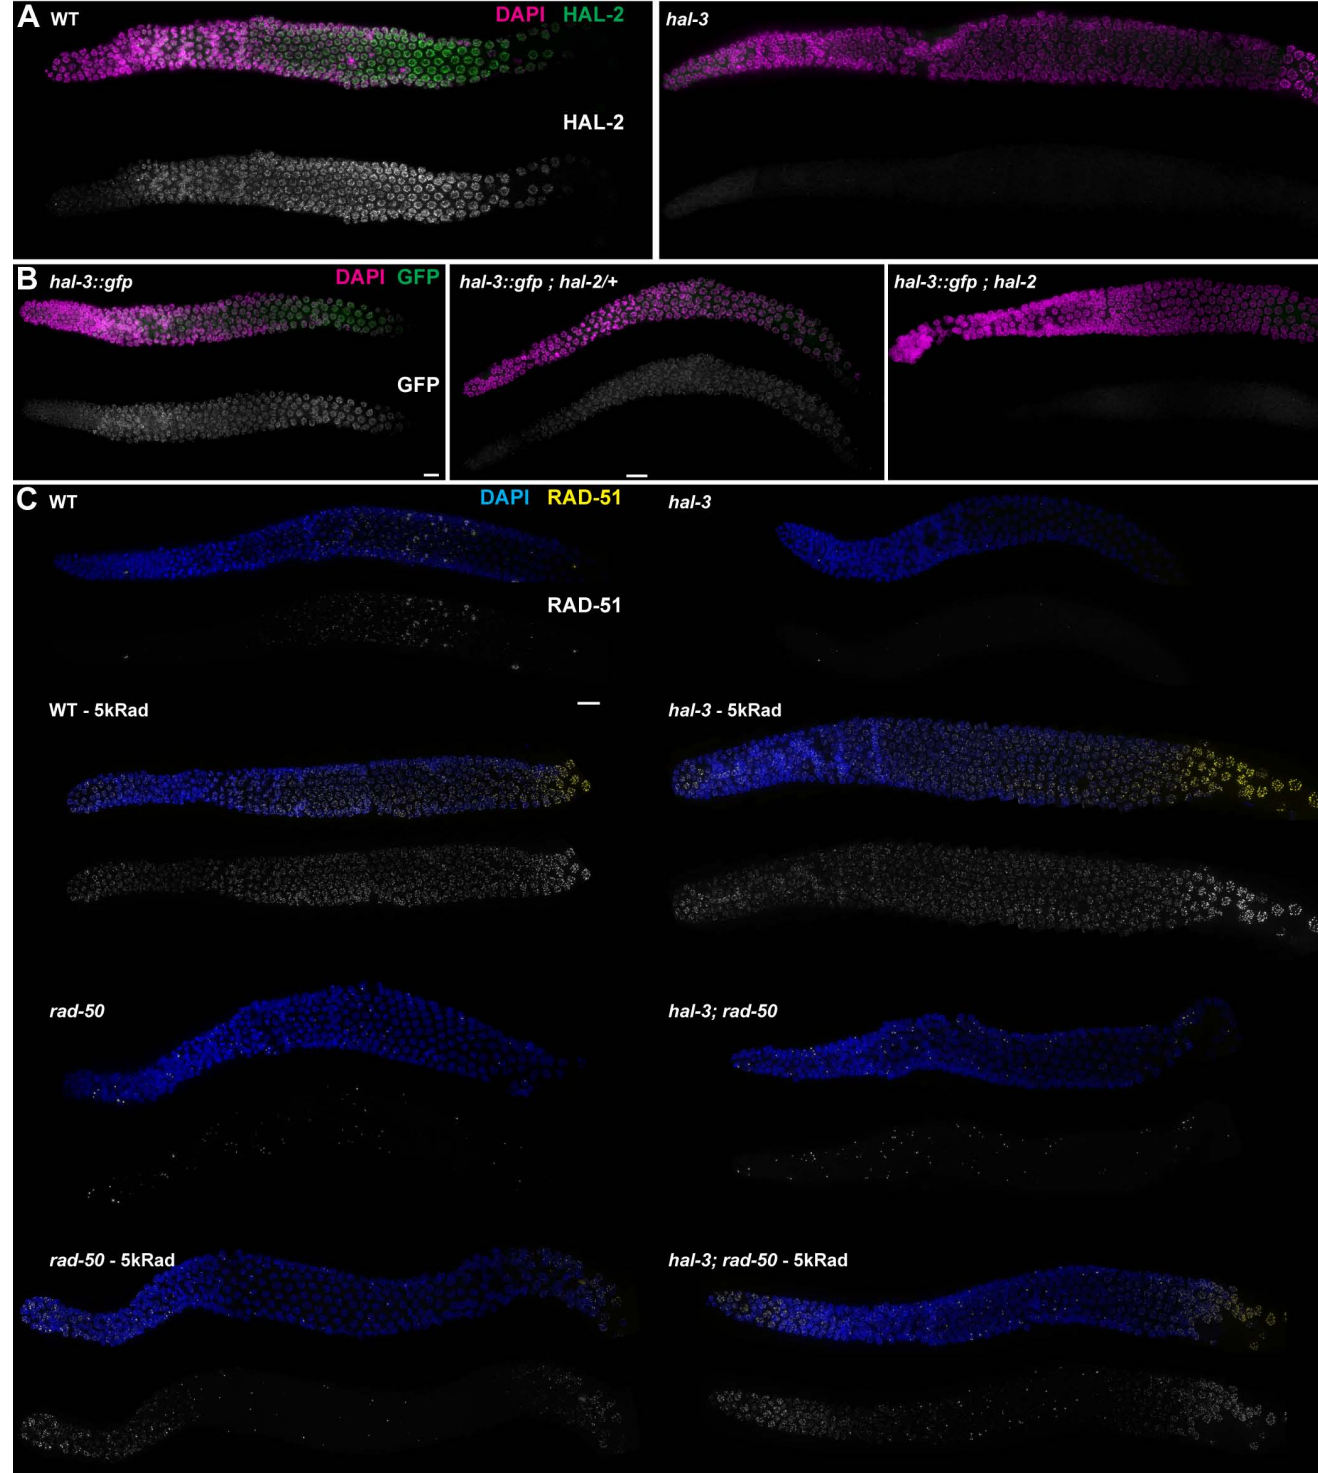 A WT DAPI HAL-2 hal-3
HAL-2
B hal-3::gfp DAPI GFP hal-3::gfp ; hal-2/+ hal-3::gfp ; hal-2
GFP
C WT DAPI RAD-51 hal-3
RAD-51
WT - 5kRad hal-3 - 5kRad
rad-50 hal-3; rad-50
rad-50 - 5kRad hal-3; rad-50 - 5kRad